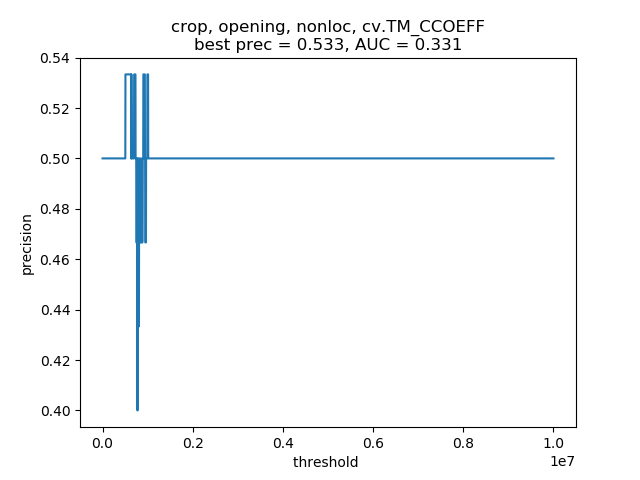 crop, opening, nonloc, cv.TM_CCOEFF
best prec = 0.533, AUC = 0.331
0.54
0.52
0.50
0.48
0.46
0.44
0.42
0.40
precision
0.0 0.2 0.4 0.6 0.8 1.0
1e7
threshold